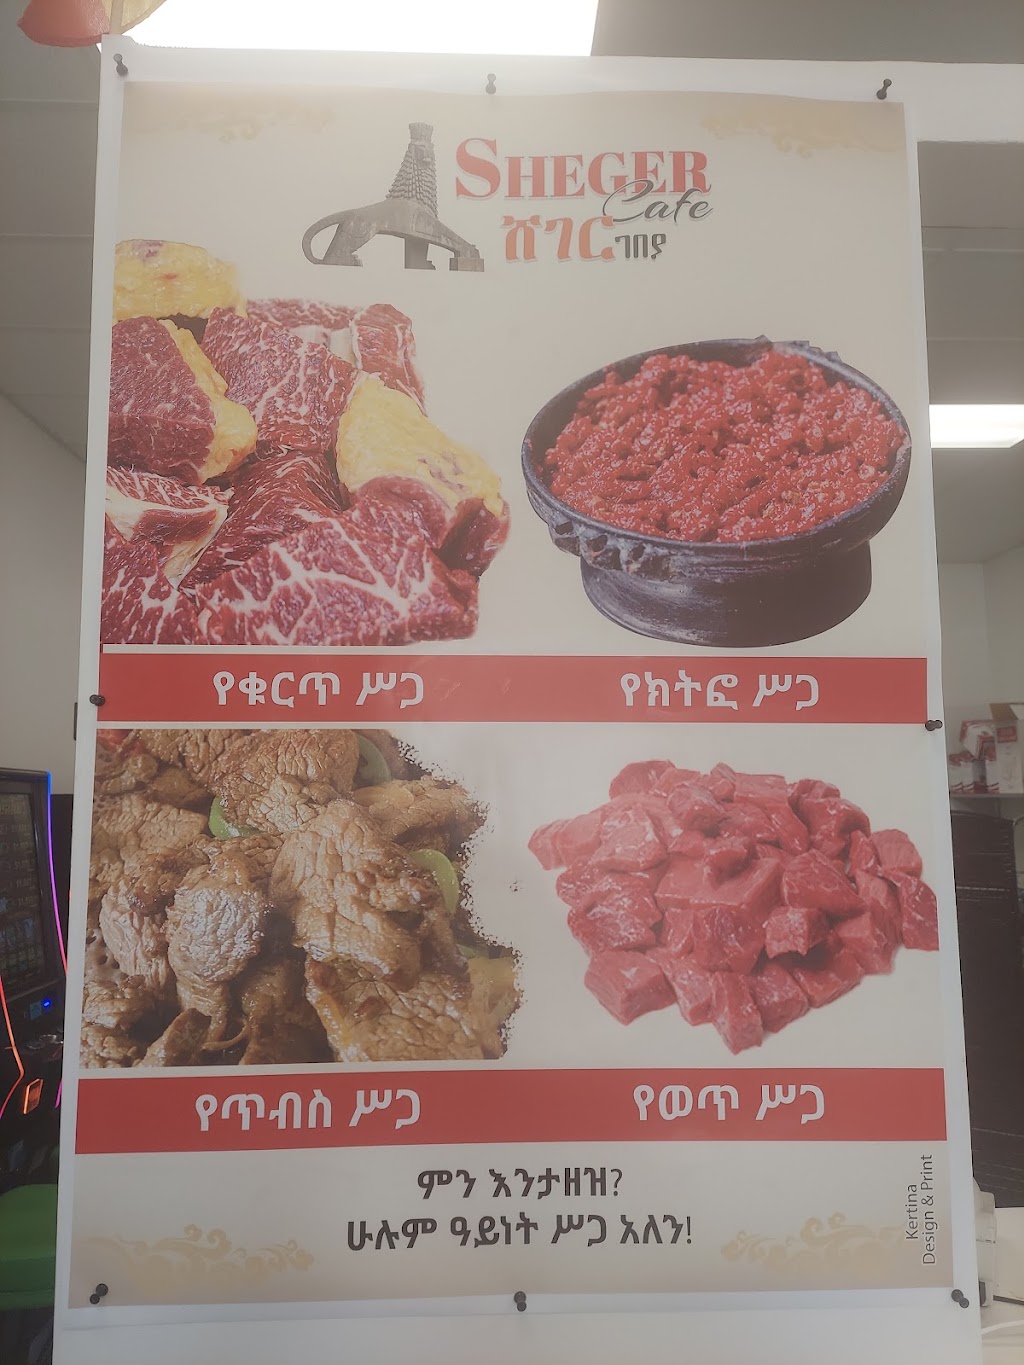 SHEGER
Cafe
ሸገር ገበያ
የቁርጥ ሥጋ
የክትፎ ሥጋ
የጥብስ ሥጋ
የወጥ ሥጋ
ምን እንታዘዝ?
ሁሉም ዓይነት ሥጋ አለን!
Kertina
Design & Print